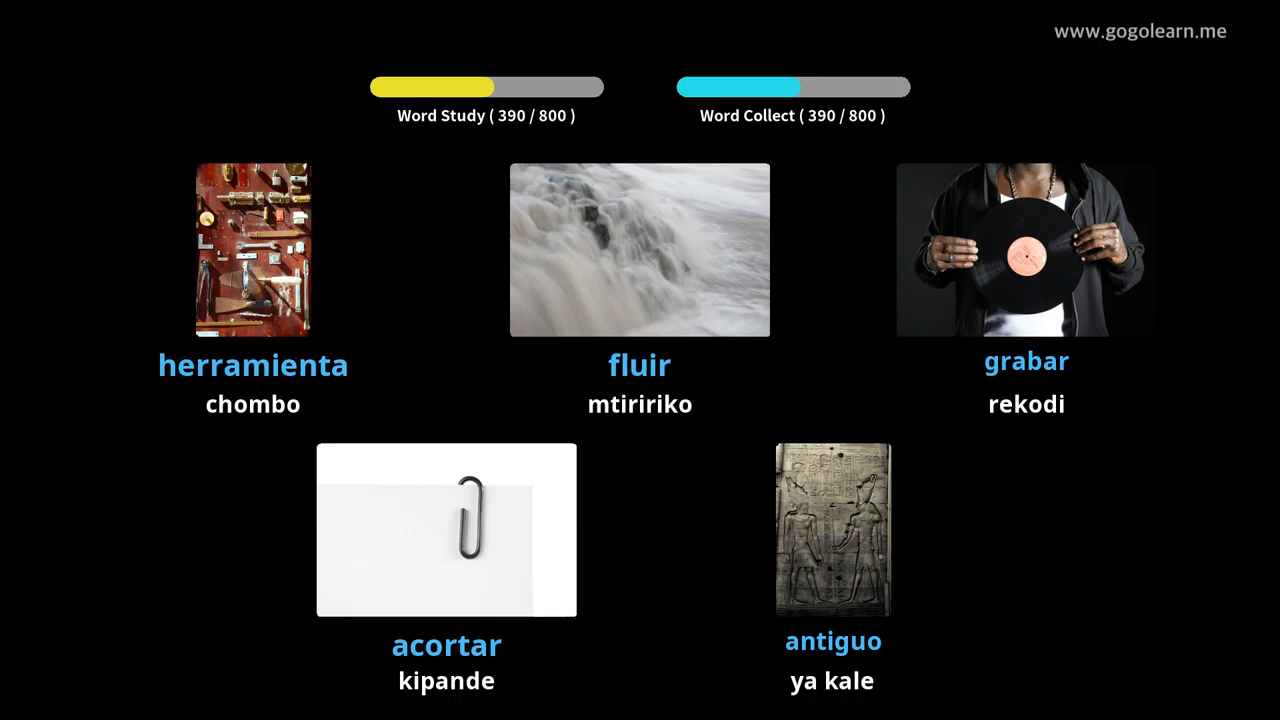 www.gogolearn.me
Word Study ( 390 / 800 )
Word Collect ( 390 / 800 )
herramienta
chombo
fluir
mtiririko
grabar
rekodi
acortar
kipande
antiguo
ya kale